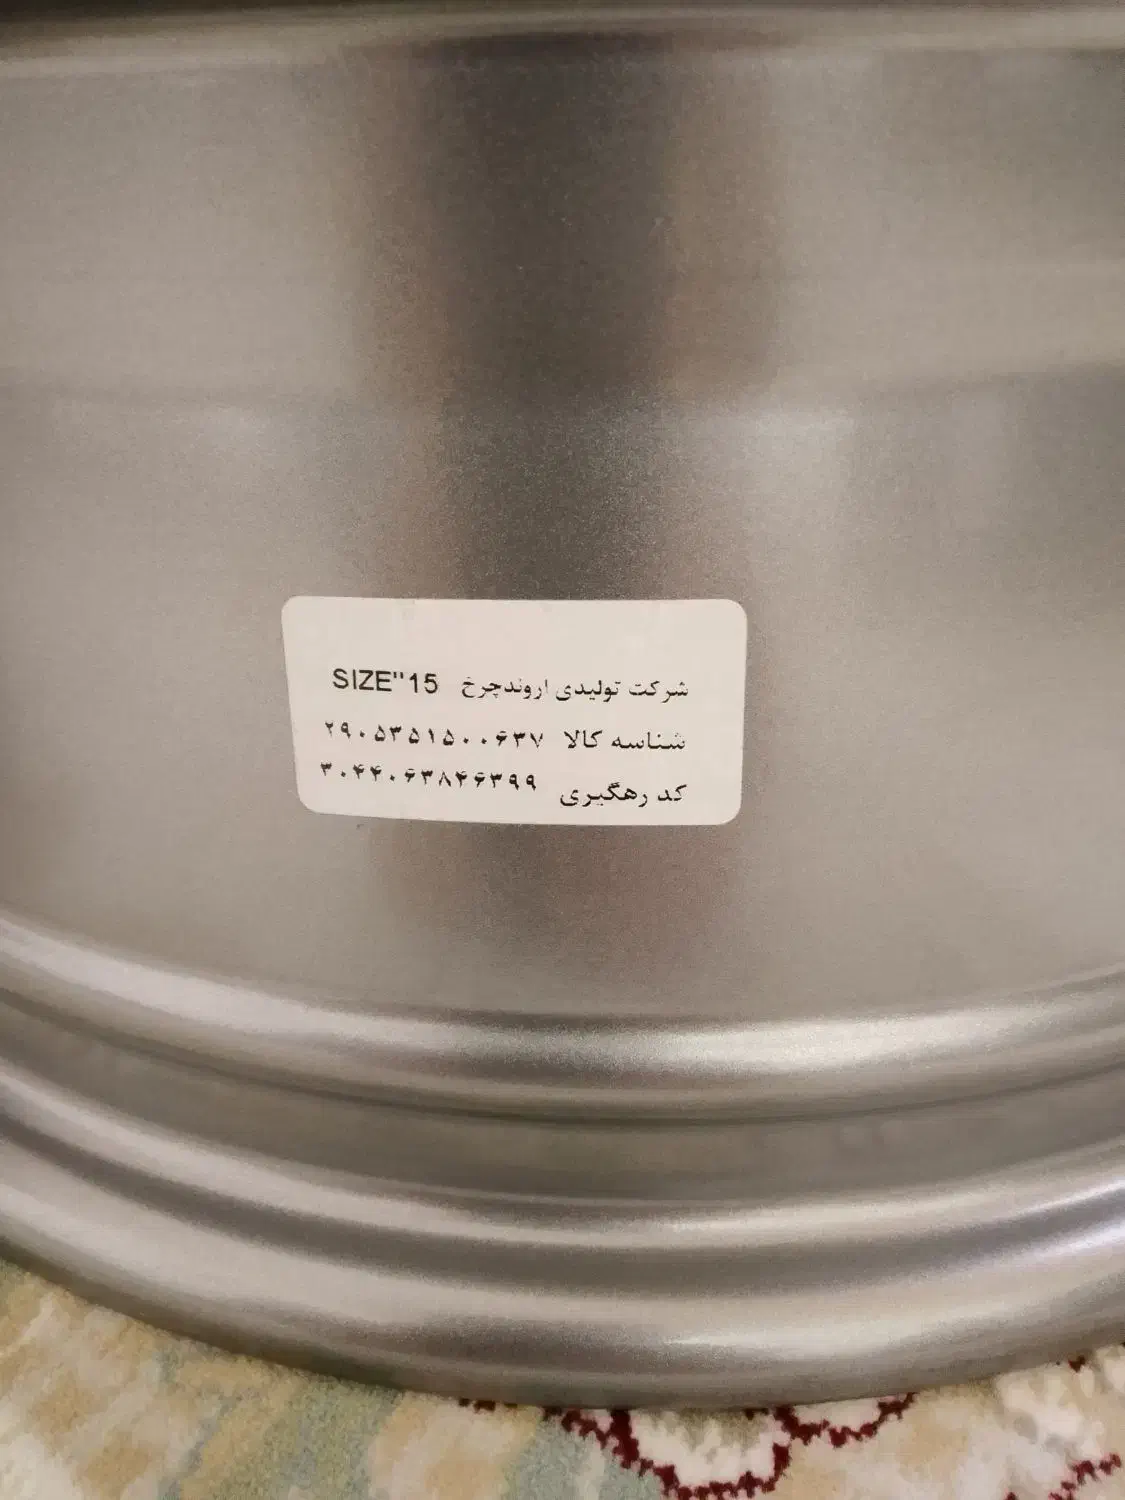 شرکت تولیدی اروندچرخ SIZE"15
شناسه کالا ۲۹۰۵۳۵۱۵۰۰۶۳۷
کد رهگیری ۳۰۴۴۰۶۳۸۴۶۳۹۹